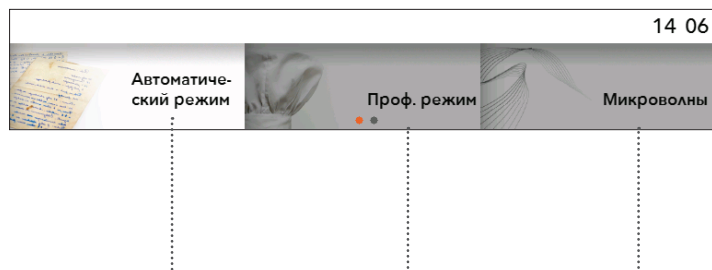 14 06
Автоматиче-
ский режим
Проф. режим
Микроволны